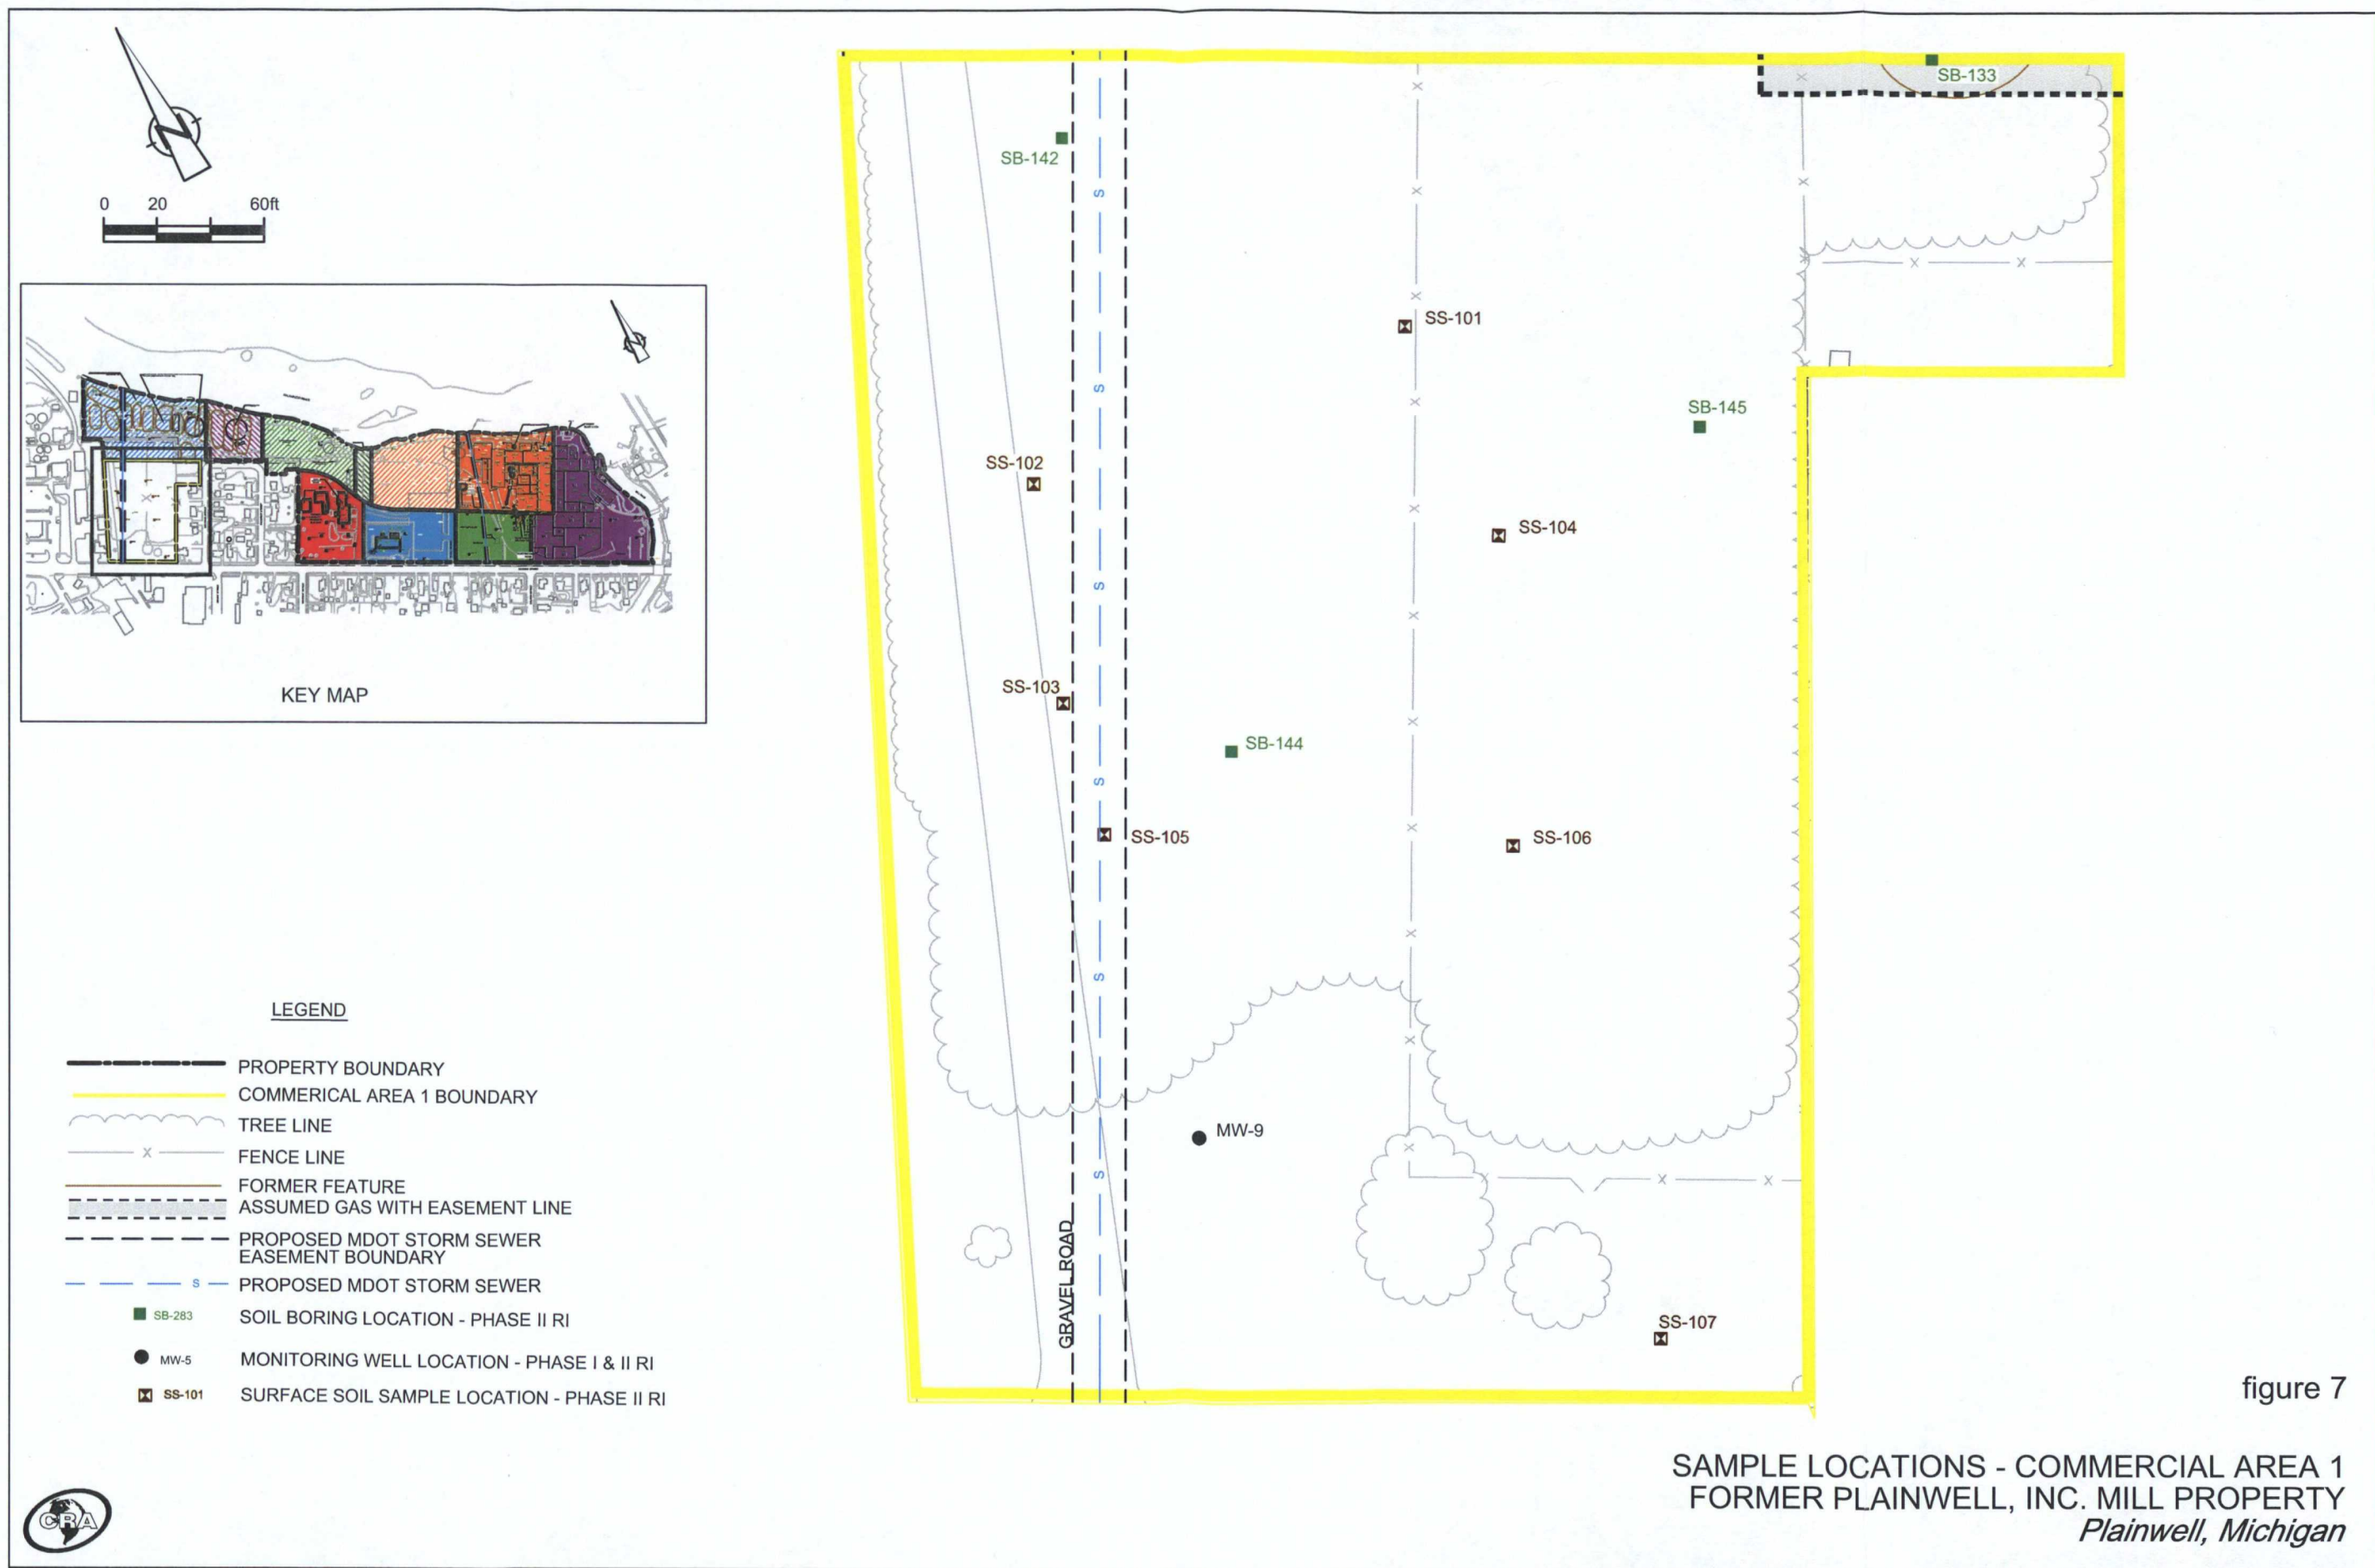 N
0 20 60ft
KEY MAP
LEGEND
PROPERTY BOUNDARY
COMMERICAL AREA 1 BOUNDARY
TREE LINE
X FENCE LINE
FORMER FEATURE
ASSUMED GAS WITH EASEMENT LINE
PROPOSED MDOT STORM SEWER
EASEMENT BOUNDARY
S PROPOSED MDOT STORM SEWER
SB-283 SOIL BORING LOCATION - PHASE II RI
MW-5 MONITORING WELL LOCATION - PHASE I & II RI
SS-101 SURFACE SOIL SAMPLE LOCATION - PHASE II RI
CRA
SB-133
SB-142
SS-101
SB-145
SS-102
SS-104
SS-103
SB-144
SS-105
SS-106
MW-9
GRAVEL ROAD
SS-107
figure 7
SAMPLE LOCATIONS - COMMERCIAL AREA 1
FORMER PLAINWELL, INC. MILL PROPERTY
Plainwell, Michigan